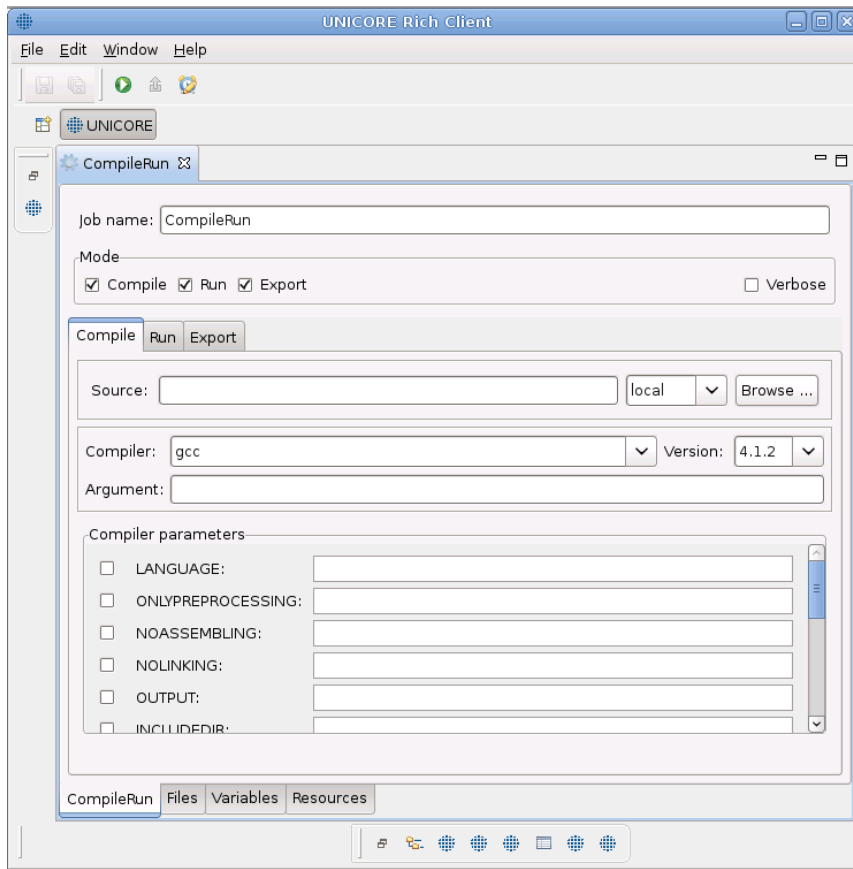 UNICORE Rich Client
File Edit Window Help
UNICORE
CompileRun
Job name: CompileRun
Mode
Compile Run Export Verbose
Compile Run Export
Source: local Browse ...
Compiler: gcc Version: 4.1.2
Argument:
Compiler parameters
LANGUAGE:
ONLYPREPROCESSING:
NOASSEMBLING:
NOLINKING:
OUTPUT:
INCLUDEDIR:
CompileRun Files Variables Resources